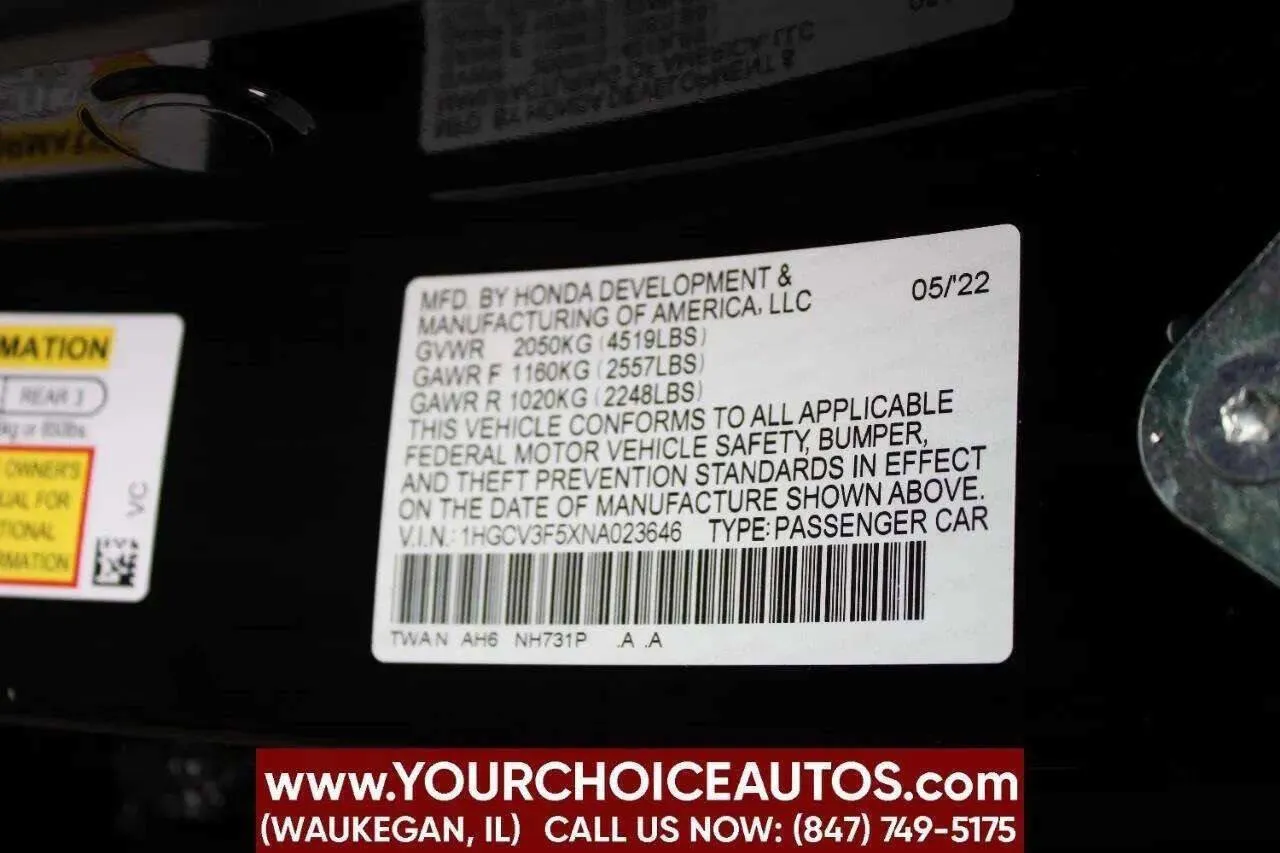 MFD. BY HONDA DEVELOPMENT &
MANUFACTURING OF AMERICA, LLC
05/'22
GVWR 2050KG (4519LBS)
GAWR F 1160KG (2557LBS)
GAWR R 1020KG (2248LBS)
THIS VEHICLE CONFORMS TO ALL APPLICABLE
FEDERAL MOTOR VEHICLE SAFETY, BUMPER,
AND THEFT PREVENTION STANDARDS IN EFFECT
ON THE DATE OF MANUFACTURE SHOWN ABOVE.
V.I.N.: 1HGCV3F5XNA023646 TYPE: PASSENGER CAR
TWAN AH6 NH731P .A .A
MATION
REAR 3
kg or 850lbs
OWNER'S
UAL FOR
TIONAL
RMATION
VC
www.YOURCHOICEAUTOS.com
(WAUKEGAN, IL) CALL US NOW: (847) 749-5175